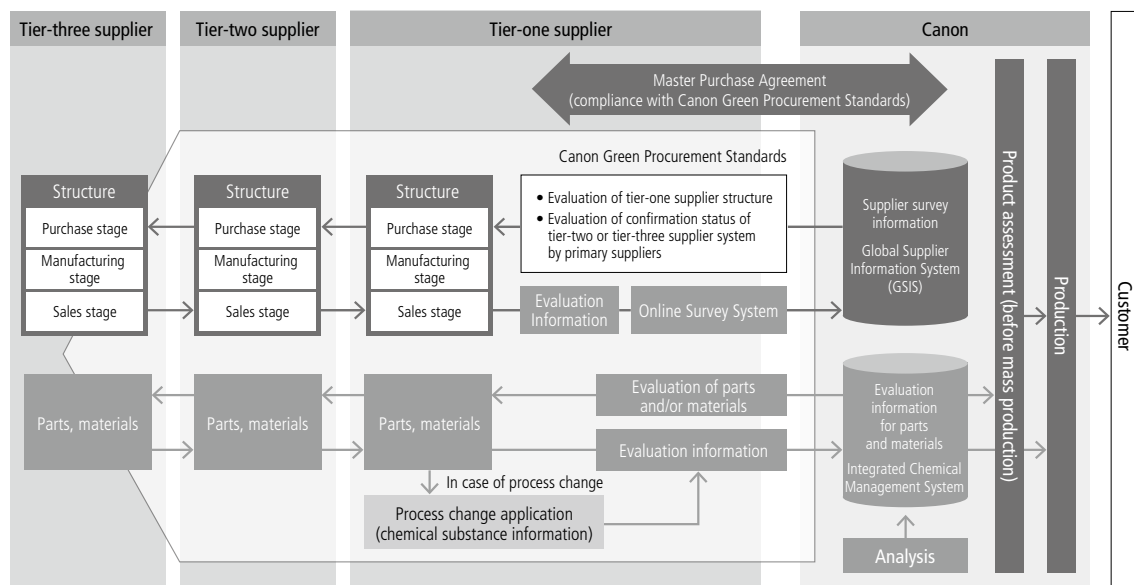 Tier-three supplier
Tier-two supplier
Tier-one supplier
Canon
Master Purchase Agreement
(compliance with Canon Green Procurement Standards)
Canon Green Procurement Standards
Structure
Purchase stage
Manufacturing
stage
Sales stage
Structure
Purchase stage
Manufacturing
stage
Sales stage
Structure
Purchase stage
Manufacturing
stage
Sales stage
• Evaluation of tier-one supplier structure
• Evaluation of confirmation status of
tier-two or tier-three supplier system
by primary suppliers
Evaluation
Information
Online Survey System
Supplier survey
information
Global Supplier
Information System
(GSIS)
Parts, materials
Parts, materials
Parts, materials
Evaluation of parts
and/or materials
Evaluation information
In case of process change
Process change application
(chemical substance information)
Evaluation
information
for parts
and materials
Integrated Chemical
Management System
Analysis
Product assessment (before mass production)
Production
Customer